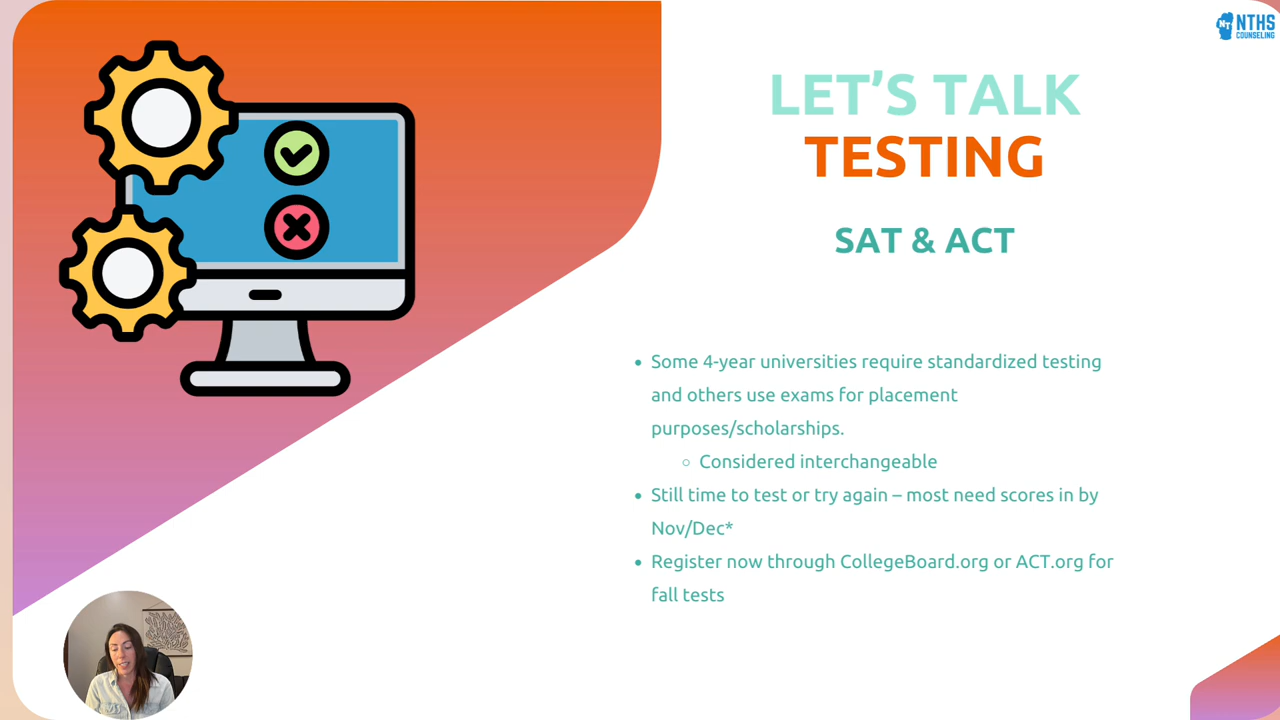 NT NTHS
COUNSELING
LET'S TALK
TESTING
SAT & ACT
• Some 4-year universities require standardized testing
and others use exams for placement
purposes/scholarships.
○ Considered interchangeable
• Still time to test or try again – most need scores in by
Nov/Dec*
• Register now through CollegeBoard.org or ACT.org for
fall tests